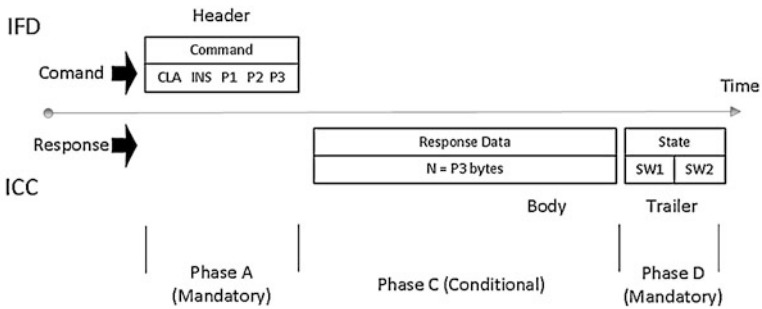 Header
IFD
Command
Comand
CLA INS P1 P2 P3
Time
Response
Response Data
State
N = P3 bytes
SW1 SW2
ICC
Body
Trailer
Phase A
(Mandatory)
Phase C (Conditional)
Phase D
(Mandatory)